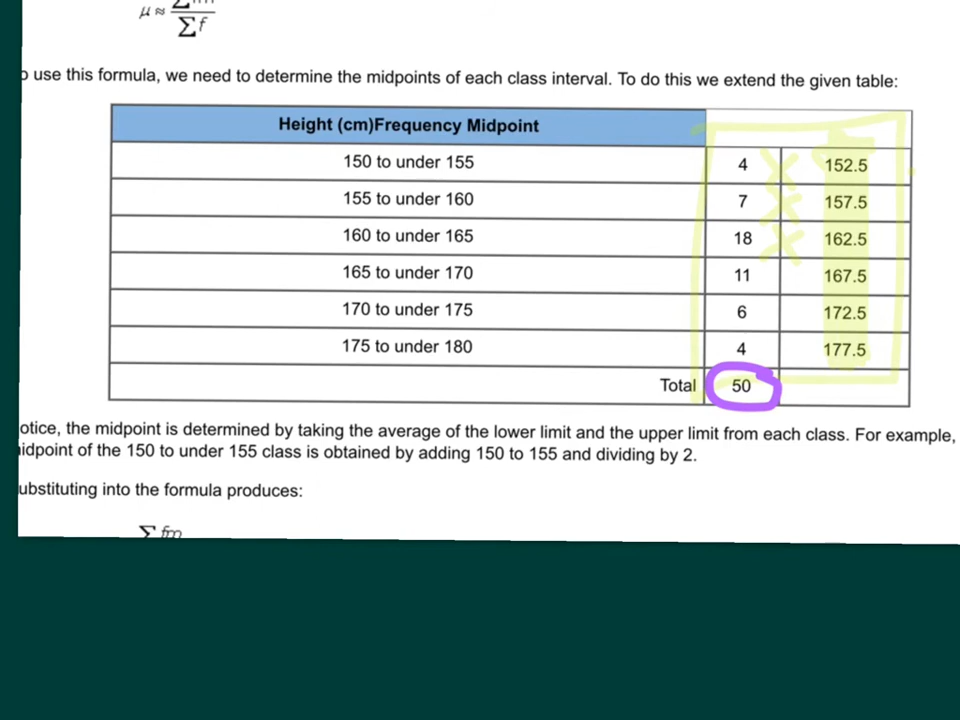 μ ≈ ∑f
use this formula, we need to determine the midpoints of each class interval. To do this we extend the given table:
Height (cm)Frequency Midpoint
150 to under 155 4 152.5
155 to under 160 7 157.5
160 to under 165 18 162.5
165 to under 170 11 167.5
170 to under 175 6 172.5
175 to under 180 4 177.5
Total 50
otice, the midpoint is determined by taking the average of the lower limit and the upper limit from each class. For example,
idpoint of the 150 to under 155 class is obtained by adding 150 to 155 and dividing by 2.
ubstituting into the formula produces:
∑ fm